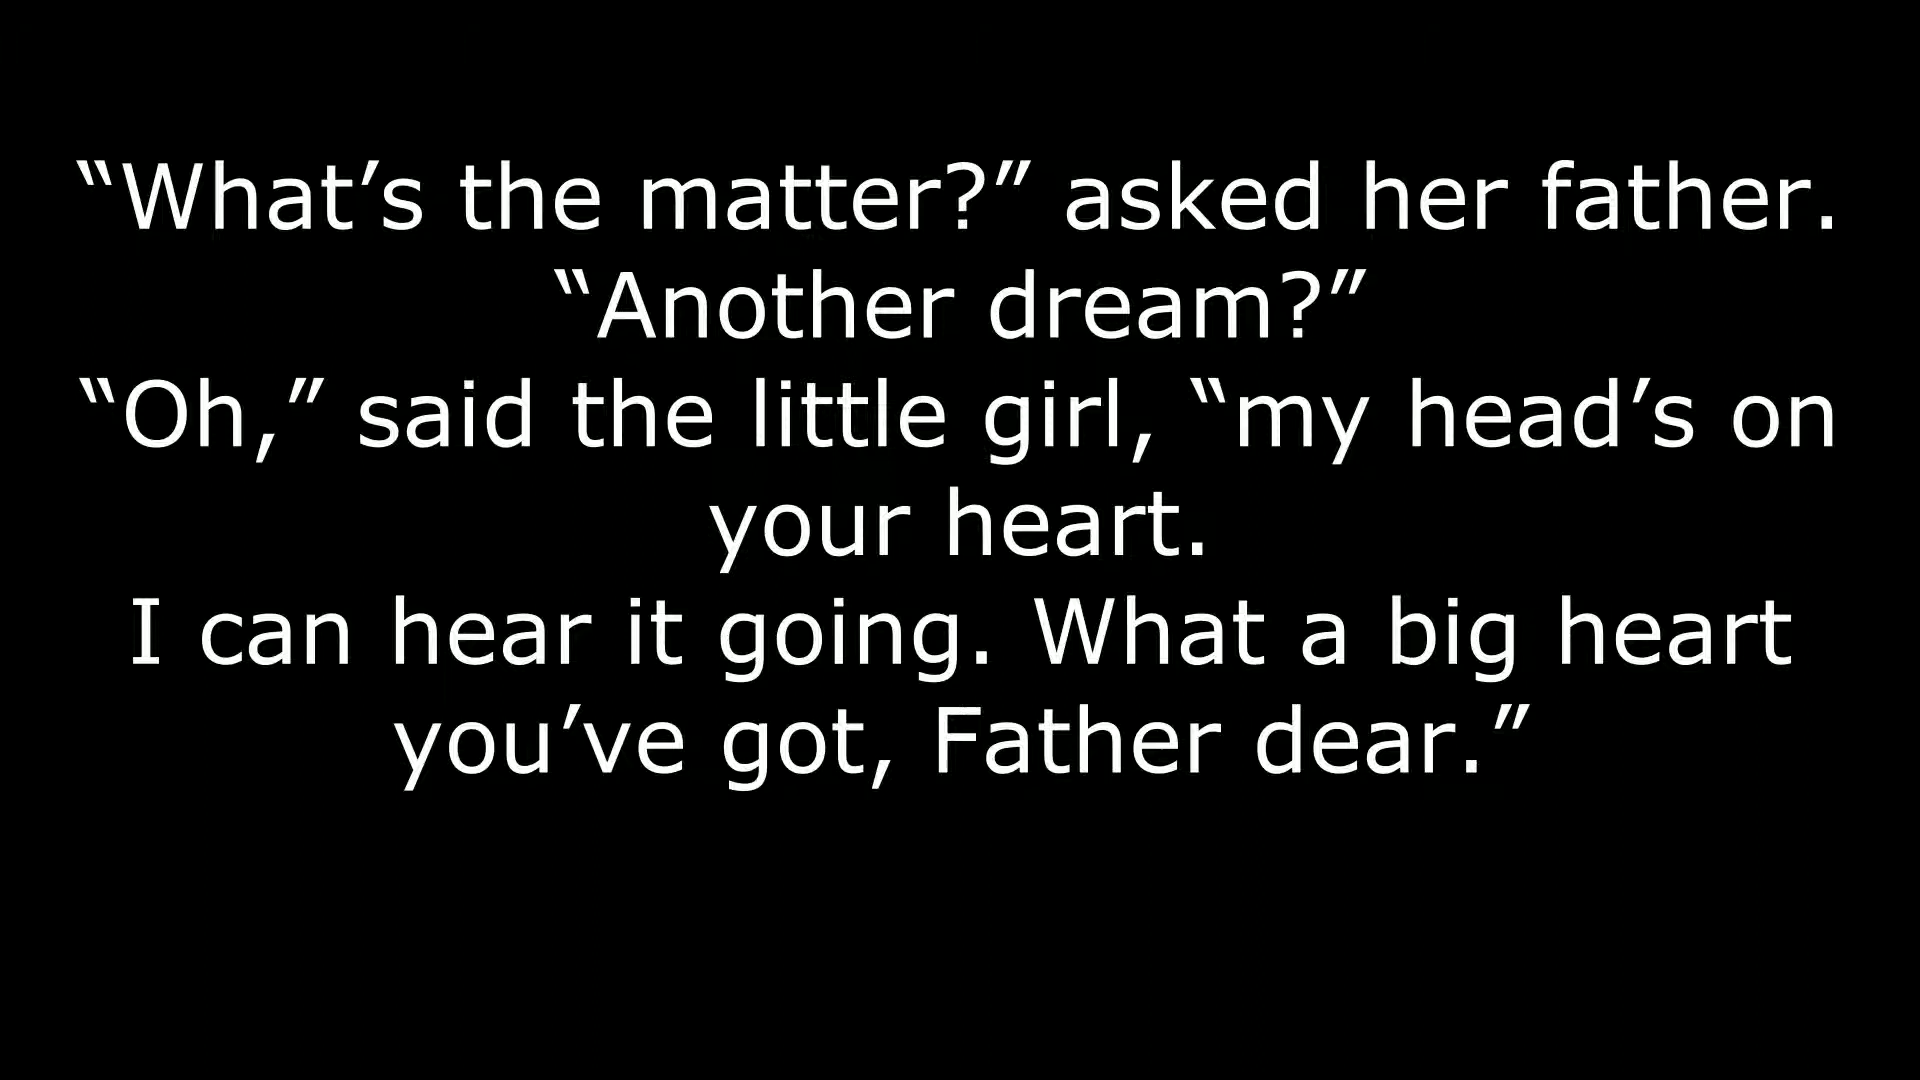 “What’s the matter?” asked her father.
“Another dream?”
“Oh,” said the little girl, “my head’s on
your heart.
I can hear it going. What a big heart
you’ve got, Father dear.”